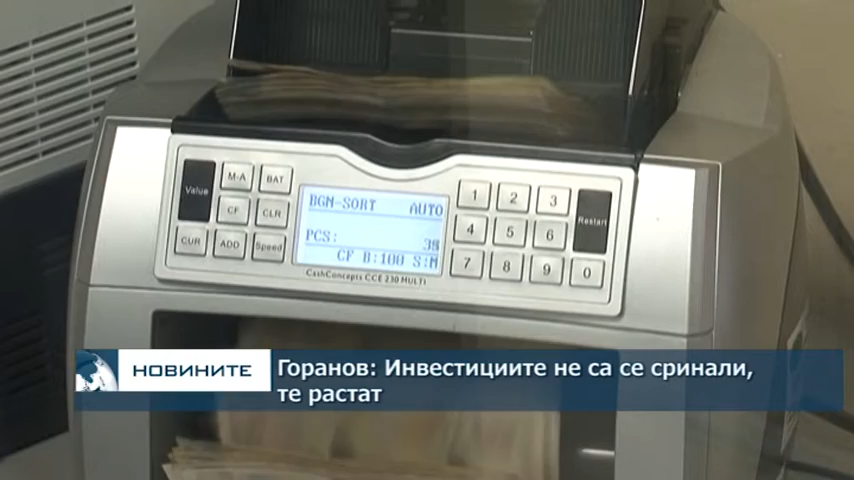 Value M-A BAT
CF CLR
CUR ADD Speed
BGN-SORT AUTO
PCS: 38
CF B:100 S:M
1 2 3
4 5 6
7 8 9 0
Restart
CashConcepts CCE 230 MULTI
НОВИНИТЕ
Горанов: Инвестициите не са се сринали,
те растат